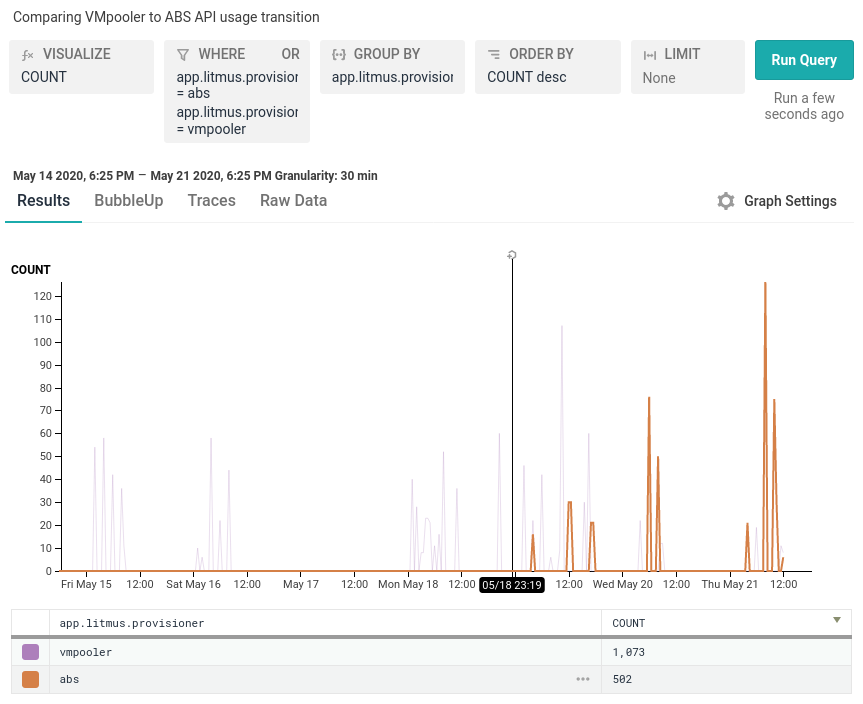 Comparing VMpooler to ABS API usage transition
VISUALIZE
COUNT
WHERE OR
app.litmus.provisior
= abs
app.litmus.provisior
= vmpooler
GROUP BY
app.litmus.provisior
ORDER BY
COUNT desc
LIMIT
None
Run Query
Run a few
seconds ago
May 14 2020, 6:25 PM – May 21 2020, 6:25 PM Granularity: 30 min
Results BubbleUp Traces Raw Data Graph Settings
COUNT
120
110
100
90
80
70
60
50
40
30
20
10
0
Fri May 15 12:00 Sat May 16 12:00 May 17 12:00 Mon May 18 12:00 05/18 23:19 12:00 Wed May 20 12:00 Thu May 21 12:00
app.litmus.provisioner COUNT
vmpooler 1,073
abs 502